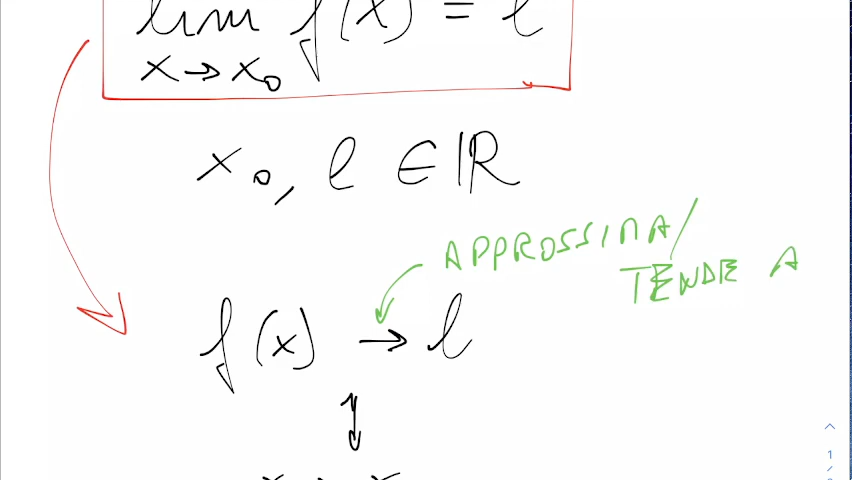 lim f(x) = l
x → x₀
x₀, l ∈ ℝ
APPROSSIMA/
TENDE A
f(x) → l